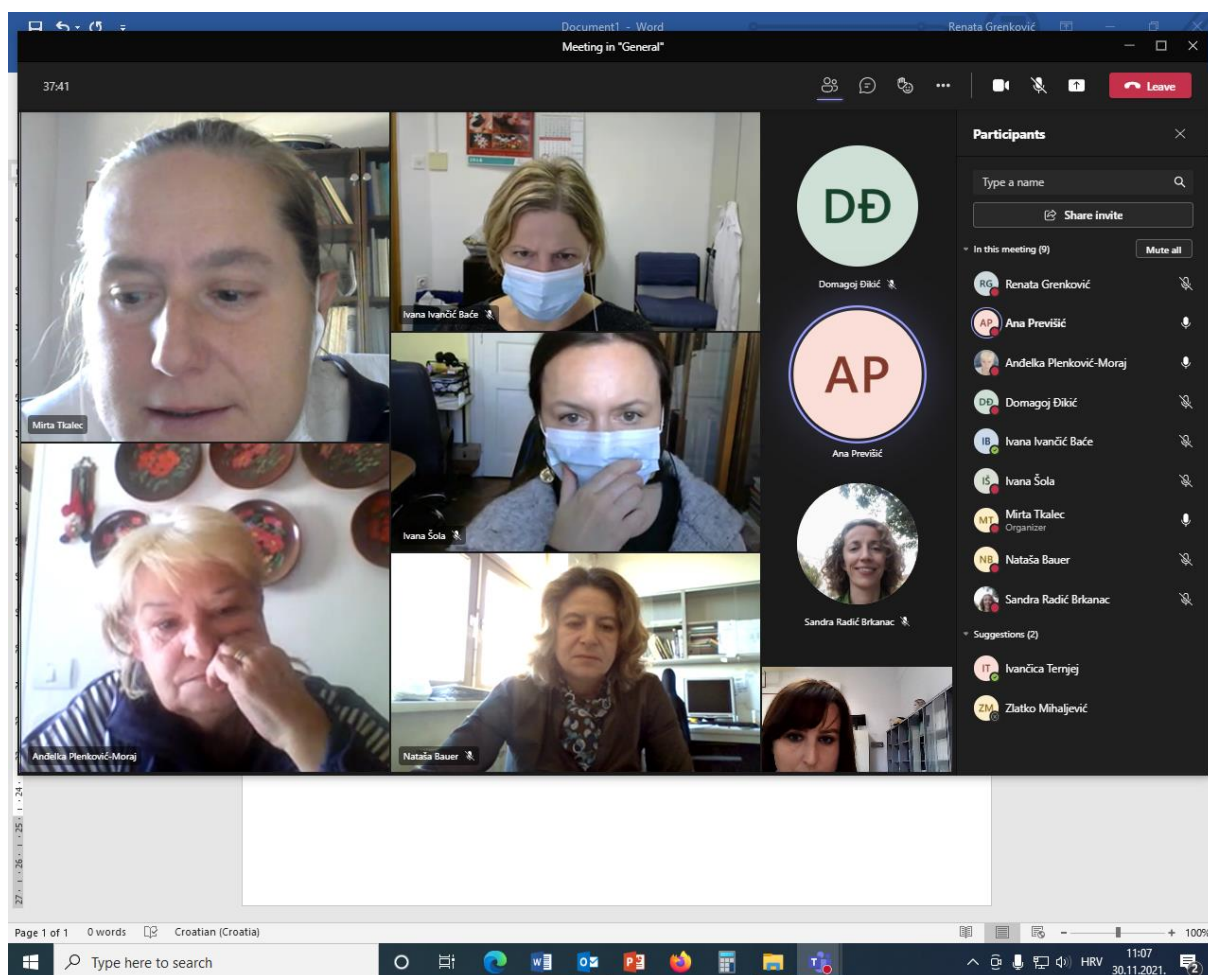 Document1 - Word
Renata Grenković
Meeting in "General"
37:41
Leave
Mirta Tkalec
Ivana Ivančić Baće
Ivana Šola
Anđelka Plenković-Moraj
Nataša Bauer
DĐ
Domagoj Đikić
AP
Ana Previšić
Sandra Radić Brkanac
Participants
Type a name
Share invite
In this meeting (9)
Mute all
RG Renata Grenković
AP Ana Previšić
Anđelka Plenković-Moraj
DĐ Domagoj Đikić
IB Ivana Ivančić Baće
IŠ Ivana Šola
MT Mirta Tkalec
Organizer
NB Nataša Bauer
Sandra Radić Brkanac
Suggestions (2)
IT Ivančica Ternjej
ZM Zlatko Mihaljević
24
25
26
27
Page 1 of 1 0 words Croatian (Croatia)
100%
Type here to search
HRV
11:07
30.11.2021.
2